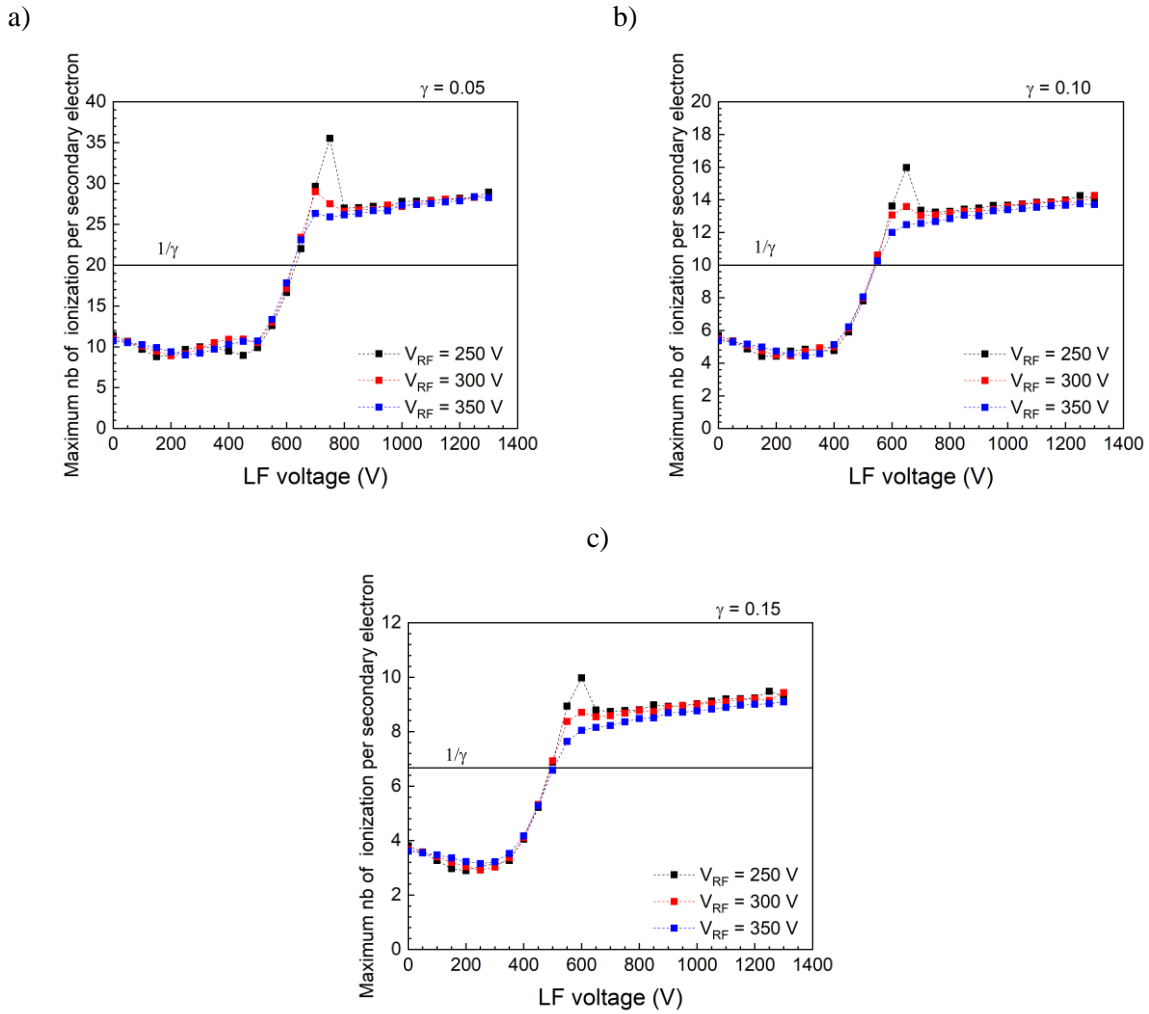 a)
γ = 0.05
Maximum nb of ionization per secondary electron
40
35
30
25
20
15
10
5
0
1/γ
V_RF = 250 V
V_RF = 300 V
V_RF = 350 V
0 200 400 600 800 1000 1200 1400
LF voltage (V)
b)
γ = 0.10
Maximum nb of ionization per secondary electron
20
18
16
14
12
10
8
6
4
2
0
1/γ
V_RF = 250 V
V_RF = 300 V
V_RF = 350 V
0 200 400 600 800 1000 1200 1400
LF voltage (V)
c)
γ = 0.15
Maximum nb of ionization per secondary electron
12
10
8
6
4
2
0
1/γ
V_RF = 250 V
V_RF = 300 V
V_RF = 350 V
0 200 400 600 800 1000 1200 1400
LF voltage (V)